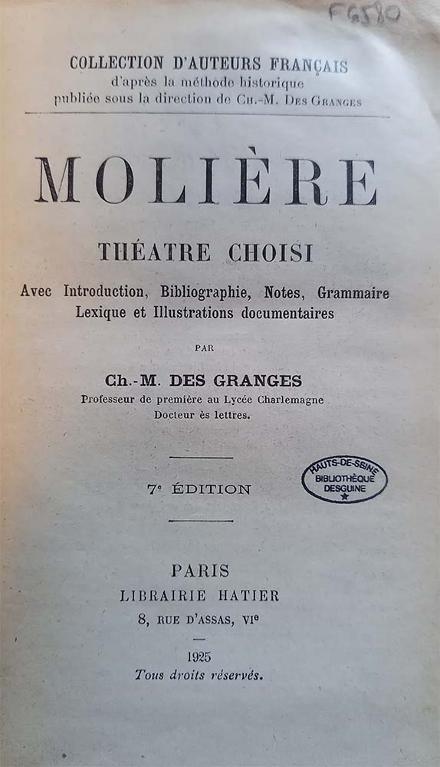 F6580
COLLECTION D'AUTEURS FRANÇAIS
d'après la méthode historique
publiée sous la direction de CH.-M. DES GRANGES
MOLIÈRE
THÉATRE CHOISI
Avec Introduction, Bibliographie, Notes, Grammaire
Lexique et Illustrations documentaires
PAR
Ch.-M. DES GRANGES
Professeur de première au Lycée Charlemagne
Docteur ès lettres.
7e ÉDITION
HAUTS-DE-SEINE
BIBLIOTHÈQUE
DESGUINE
PARIS
LIBRAIRIE HATIER
8, RUE D'ASSAS, VIe
1925
Tous droits réservés.